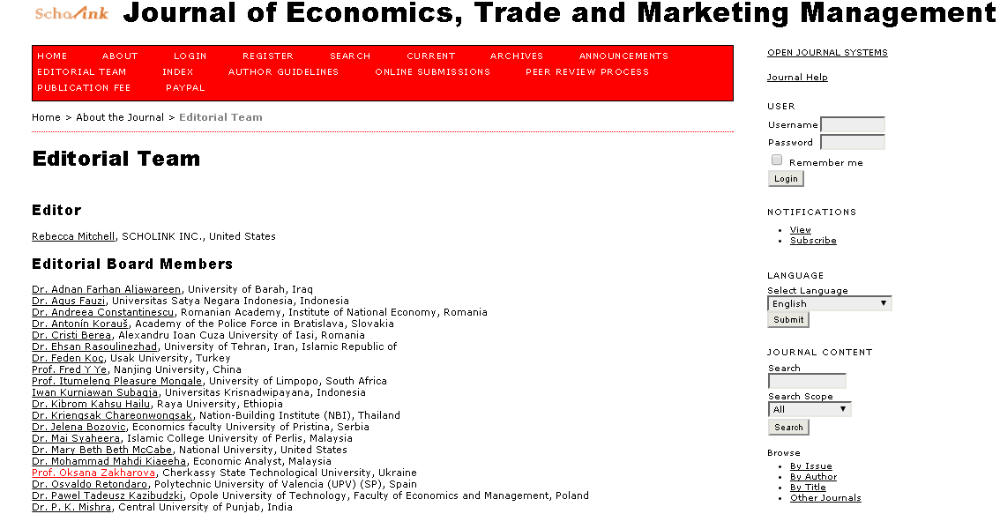 Scholink Journal of Economics, Trade and Marketing Management
HOME ABOUT LOGIN REGISTER SEARCH CURRENT ARCHIVES ANNOUNCEMENTS
EDITORIAL TEAM INDEX AUTHOR GUIDELINES ONLINE SUBMISSIONS PEER REVIEW PROCESS
PUBLICATION FEE PAYPAL
Home > About the Journal > Editorial Team
Editorial Team
Editor
Rebecca Mitchell, SCHOLINK INC., United States
Editorial Board Members
Dr. Adnan Farhan Aljawareen, University of Barah, Iraq
Dr. Agus Fauzi, Universitas Satya Negara Indonesia, Indonesia
Dr. Andreea Constantinescu, Romanian Academy, Institute of National Economy, Romania
Dr. Antonín Korauš, Academy of the Police Force in Bratislava, Slovakia
Dr. Cristi Berea, Alexandru Ioan Cuza University of Iasi, Romania
Dr. Ehsan Rasoulinezhad, University of Tehran, Iran, Islamic Republic of
Dr. Feden Koç, Usak University, Turkey
Prof. Fred Y Ye, Nanjing University, China
Prof. Itumeleng Pleasure Mongale, University of Limpopo, South Africa
Iwan Kurniawan Subagja, Universitas Krisnadwipayana, Indonesia
Dr. Kibrom Kahsu Hailu, Raya University, Ethiopia
Dr. Kriengsak Chareonwongsak, Nation-Building Institute (NBI), Thailand
Dr. Jelena Bozovic, Economics faculty University of Pristina, Serbia
Dr. Mai Syaheera, Islamic College University of Perlis, Malaysia
Dr. Mary Beth Beth McCabe, National University, United States
Dr. Mohammad Mahdi Kiaeeha, Economic Analyst, Malaysia
Prof. Oksana Zakharova, Cherkassy State Technological University, Ukraine
Dr. Osvaldo Retondaro, Polytechnic University of Valencia (UPV) (SP), Spain
Dr. Pawel Tadeusz Kazibudzki, Opole University of Technology, Faculty of Economics and Management, Poland
Dr. P. K. Mishra, Central University of Punjab, India
OPEN JOURNAL SYSTEMS
Journal Help
USER
Username
Password
Remember me
Login
NOTIFICATIONS
View
Subscribe
LANGUAGE
Select Language
English
Submit
JOURNAL CONTENT
Search
Search Scope
All
Search
Browse
By Issue
By Author
By Title
Other Journals